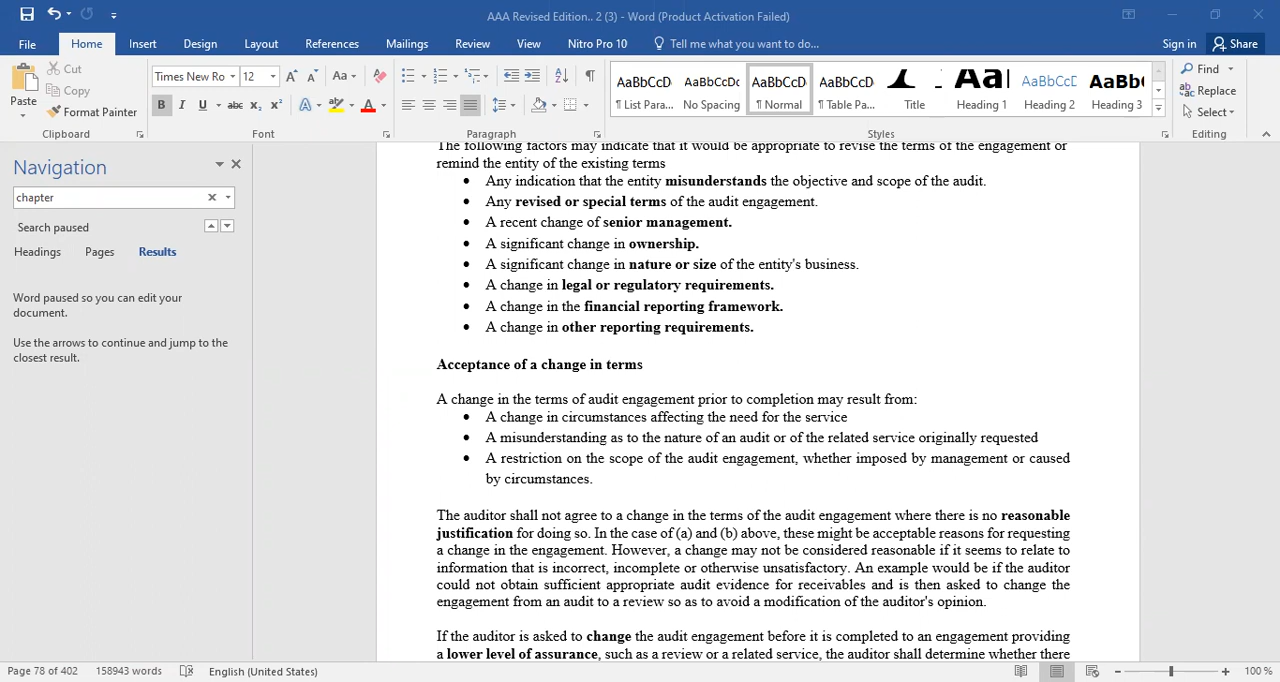 AAA Revised Edition.. 2 (3) - Word (Product Activation Failed)
File Home Insert Design Layout References Mailings Review View Nitro Pro 10 Tell me what you want to do... Sign in Share
Cut
Copy
Format Painter
Paste
Clipboard
Times New Ro 12 Aa
B I U abc x₂ x² A ab A
Font
Paragraph
AaBbCcD AaBbCcDc AaBbCcD AaBbCcD AaBbCcD AaBbC
¶ List Para... No Spacing ¶ Normal ¶ Table Pa... Title Heading 1 Heading 2 Heading 3
Styles
Find
Replace
Select
Editing
Navigation
chapter
Search paused
Headings Pages Results
Word paused so you can edit your
document.
Use the arrows to continue and jump to the
closest result.
The following factors may indicate that it would be appropriate to revise the terms of the engagement or
remind the entity of the existing terms
• Any indication that the entity misunderstands the objective and scope of the audit.
• Any revised or special terms of the audit engagement.
• A recent change of senior management.
• A significant change in ownership.
• A significant change in nature or size of the entity's business.
• A change in legal or regulatory requirements.
• A change in the financial reporting framework.
• A change in other reporting requirements.
Acceptance of a change in terms
A change in the terms of audit engagement prior to completion may result from:
• A change in circumstances affecting the need for the service
• A misunderstanding as to the nature of an audit or of the related service originally requested
• A restriction on the scope of the audit engagement, whether imposed by management or caused
by circumstances.
The auditor shall not agree to a change in the terms of the audit engagement where there is no reasonable
justification for doing so. In the case of (a) and (b) above, these might be acceptable reasons for requesting
a change in the engagement. However, a change may not be considered reasonable if it seems to relate to
information that is incorrect, incomplete or otherwise unsatisfactory. An example would be if the auditor
could not obtain sufficient appropriate audit evidence for receivables and is then asked to change the
engagement from an audit to a review so as to avoid a modification of the auditor's opinion.
If the auditor is asked to change the audit engagement before it is completed to an engagement providing
a lower level of assurance, such as a review or a related service, the auditor shall determine whether there
Page 78 of 402 158943 words English (United States) 100 %